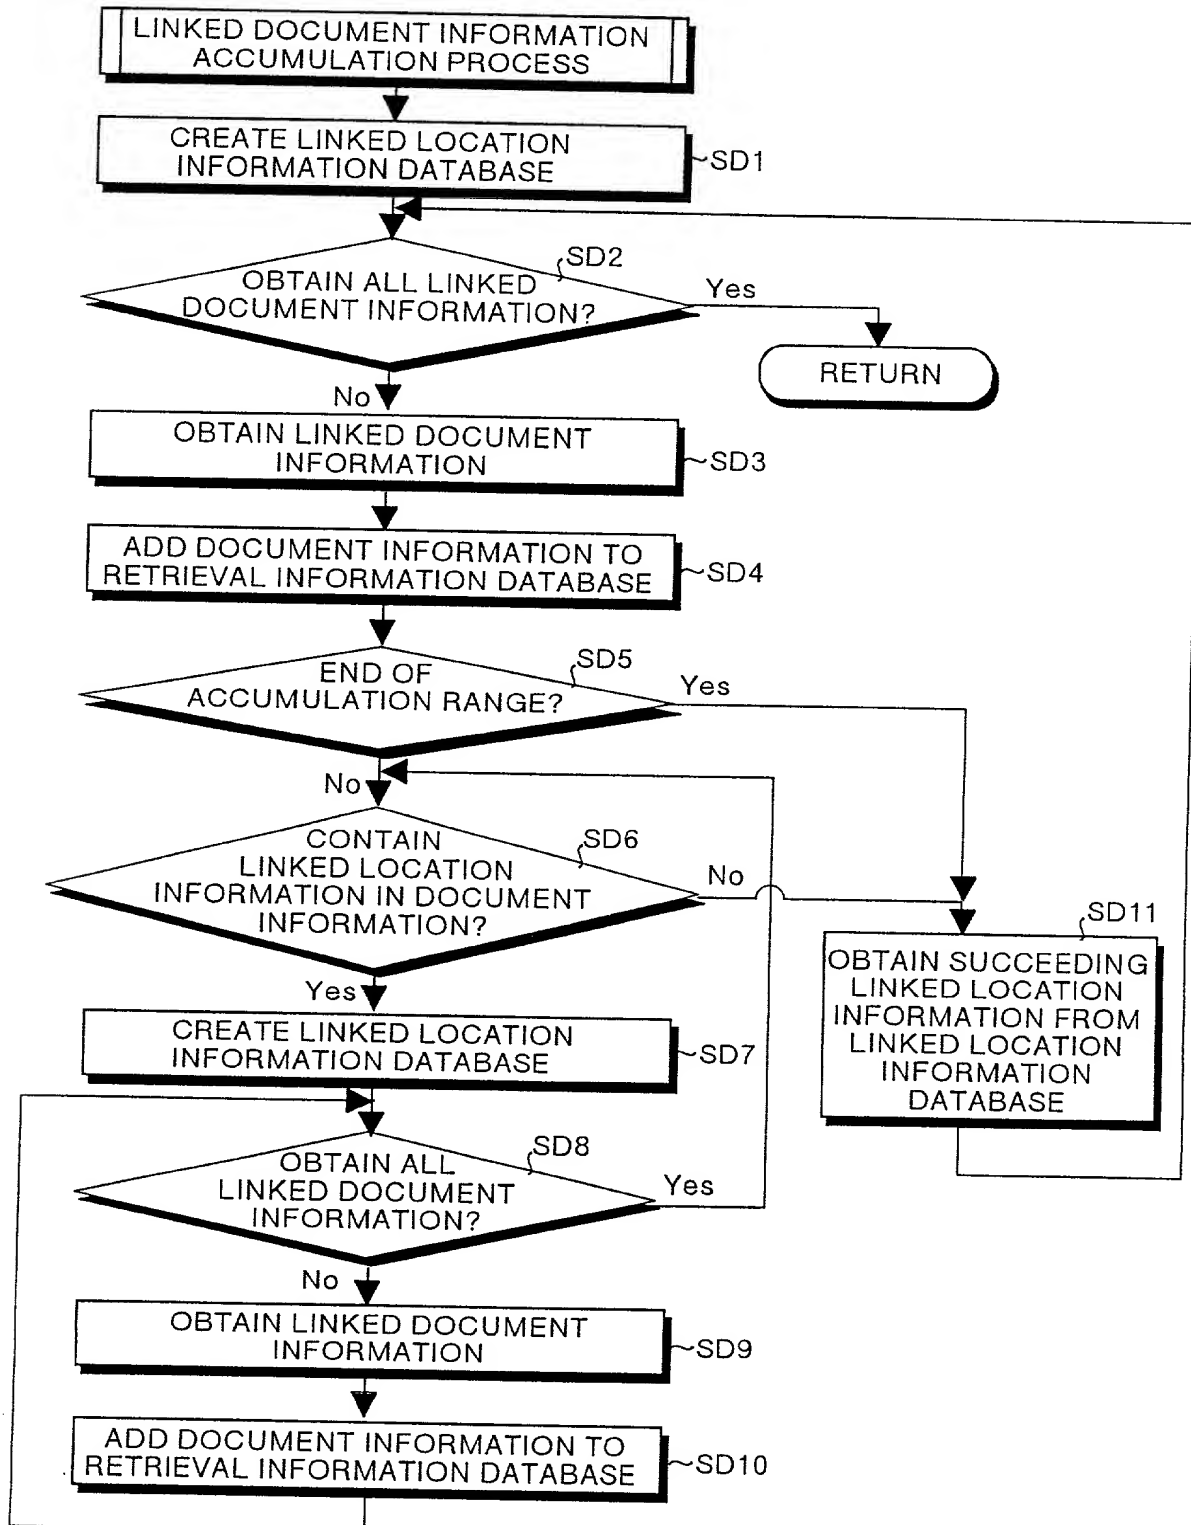 LINKED DOCUMENT INFORMATION
ACCUMULATION PROCESS
CREATE LINKED LOCATION
INFORMATION DATABASE
SD1
SD2
OBTAIN ALL LINKED
DOCUMENT INFORMATION?
Yes
RETURN
No
OBTAIN LINKED DOCUMENT
INFORMATION
SD3
ADD DOCUMENT INFORMATION TO
RETRIEVAL INFORMATION DATABASE
SD4
SD5
END OF
ACCUMULATION RANGE?
Yes
No
SD6
CONTAIN
LINKED LOCATION
INFORMATION IN DOCUMENT
INFORMATION?
No
SD11
OBTAIN SUCCEEDING
LINKED LOCATION
INFORMATION FROM
LINKED LOCATION
INFORMATION
DATABASE
Yes
CREATE LINKED LOCATION
INFORMATION DATABASE
SD7
SD8
OBTAIN ALL
LINKED DOCUMENT
INFORMATION?
Yes
No
OBTAIN LINKED DOCUMENT
INFORMATION
SD9
ADD DOCUMENT INFORMATION TO
RETRIEVAL INFORMATION DATABASE
SD10